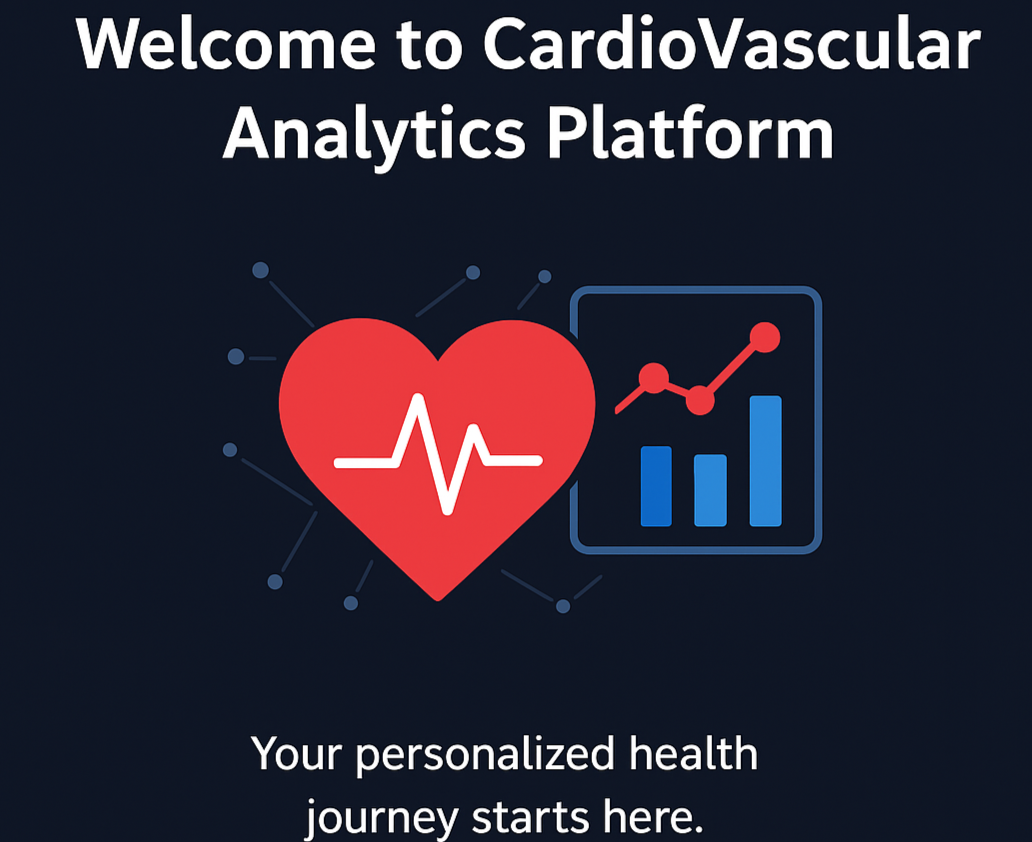 Welcome to CardioVascular
Analytics Platform
Your personalized health
journey starts here.